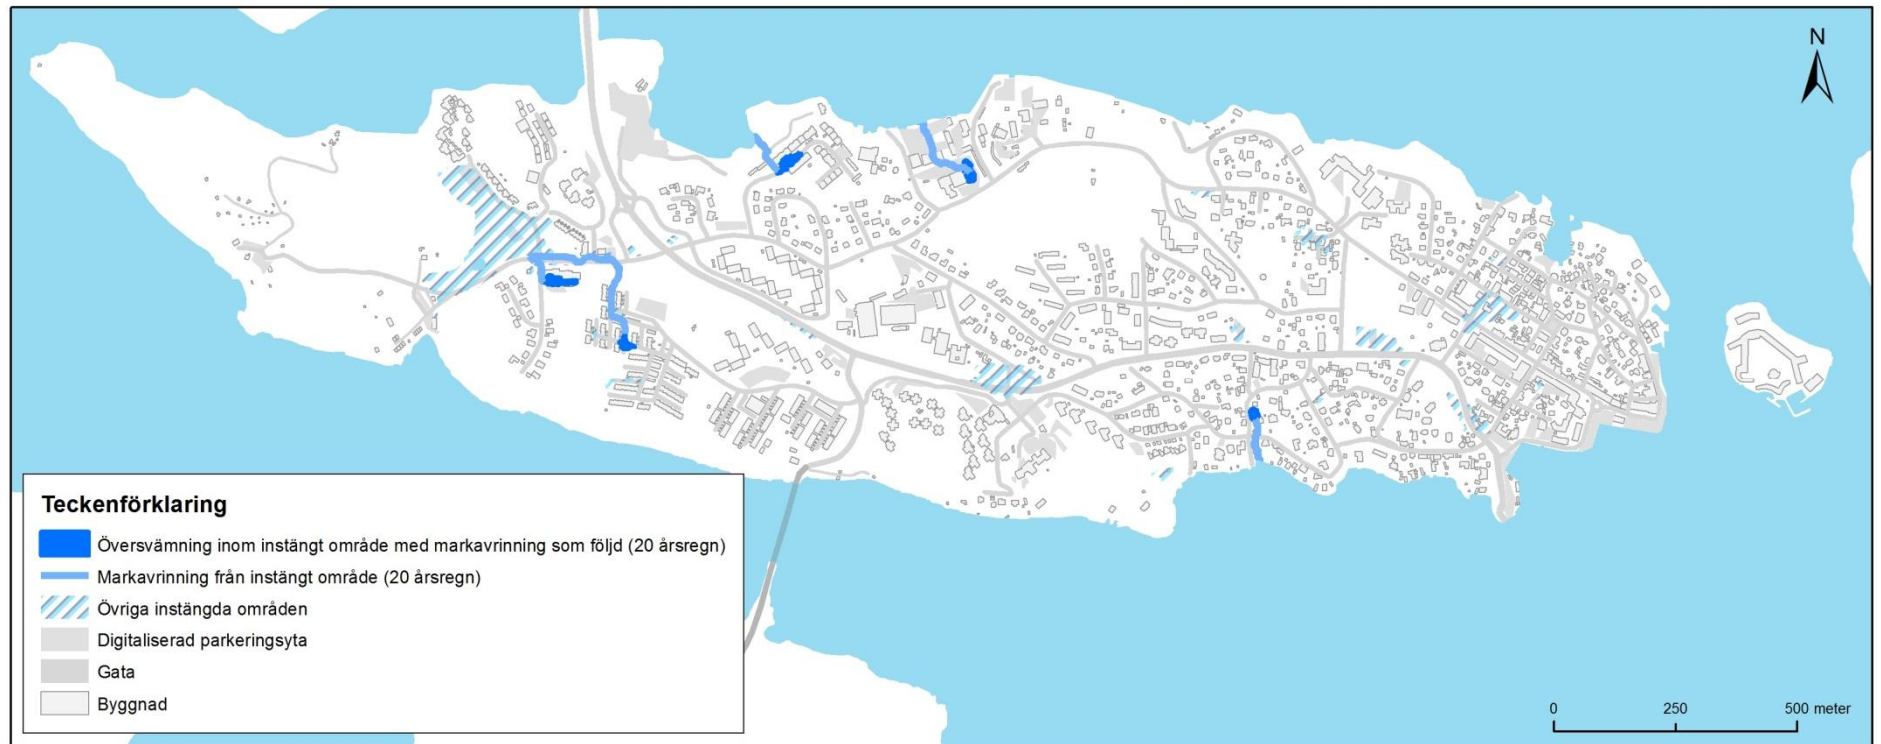 N
Teckenförklaring
Översvämning inom instängt område med markavrinning som följd (20 årsregn)
Markavrinning från instängt område (20 årsregn)
Övriga instängda områden
Digitaliserad parkeringsyta
Gata
Byggnad
0 250 500 meter